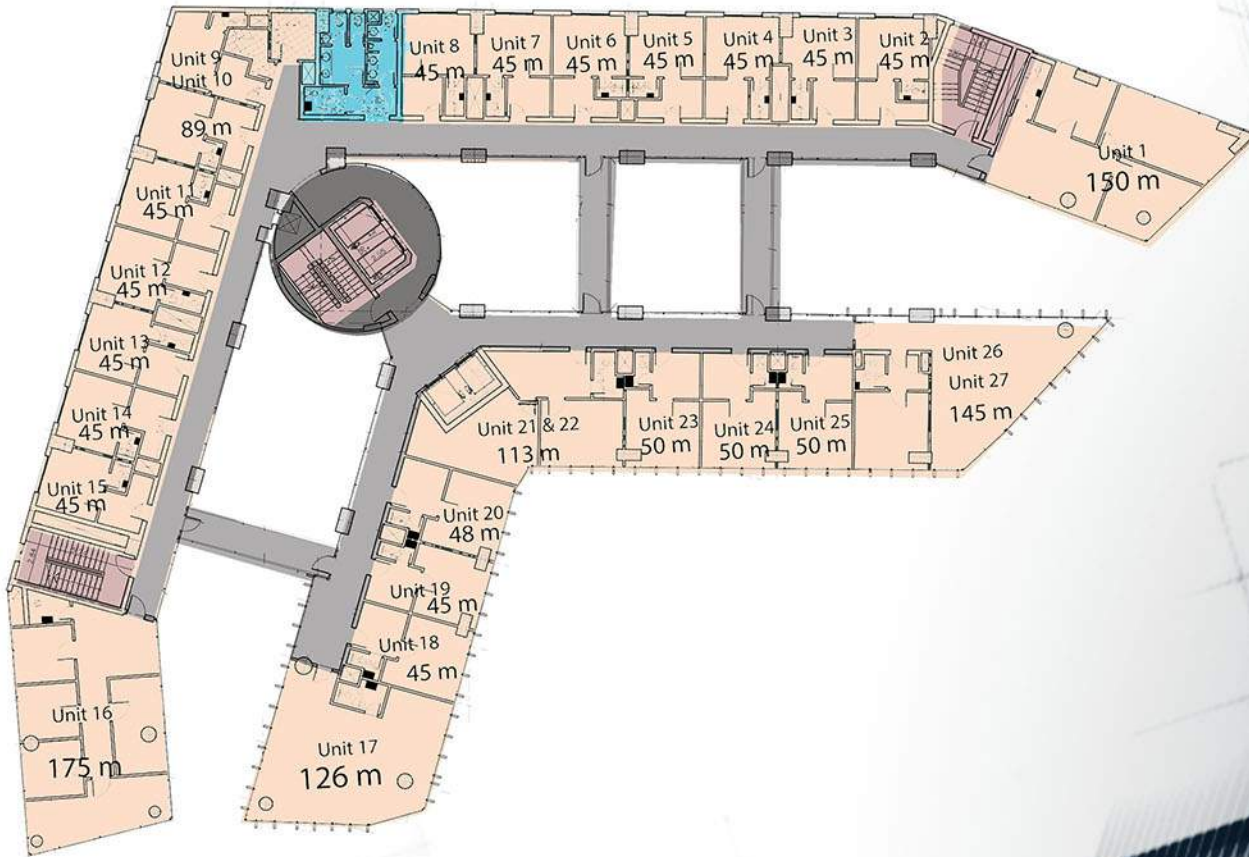 Unit 1
150 m
Unit 2
45 m
Unit 3
45 m
Unit 4
45 m
Unit 5
45 m
Unit 6
45 m
Unit 7
45 m
Unit 8
45 m
Unit 9
Unit 10
89 m
Unit 11
45 m
Unit 12
45 m
Unit 13
45 m
Unit 14
45 m
Unit 15
45 m
Unit 16
175 m
Unit 17
126 m
Unit 18
45 m
Unit 19
45 m
Unit 20
48 m
Unit 21 & 22
113 m
Unit 23
50 m
Unit 24
50 m
Unit 25
50 m
Unit 26
Unit 27
145 m